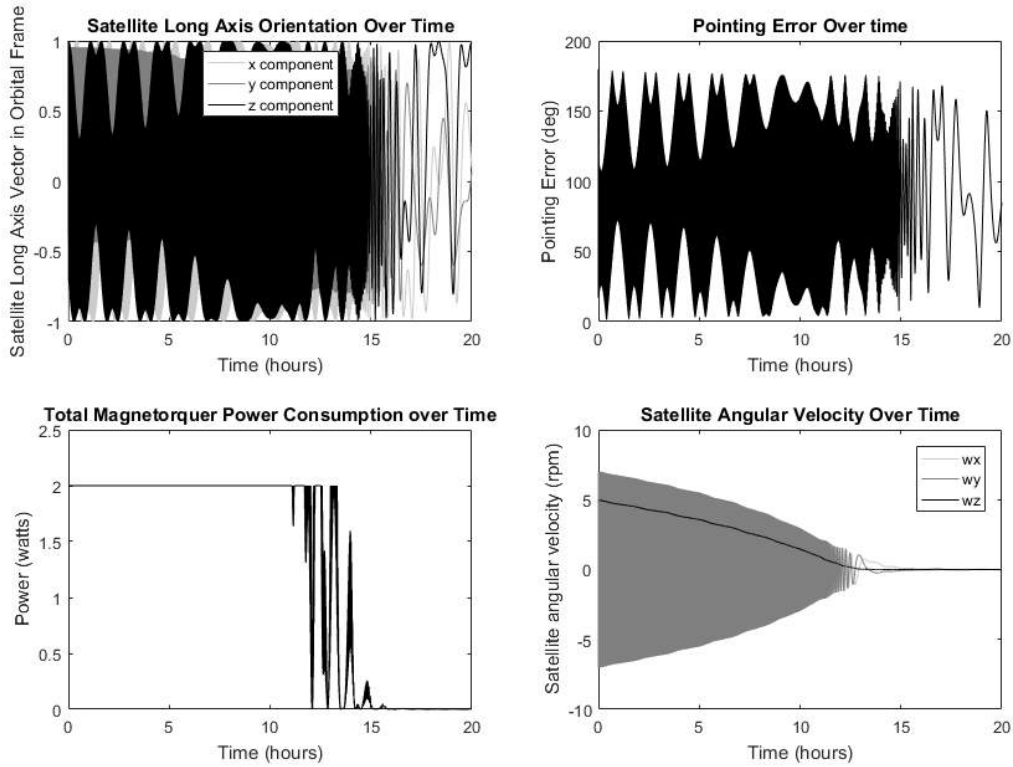 Satellite Long Axis Orientation Over Time
Satellite Long Axis Vector in Orbital Frame
1
0.5
0
-0.5
-1
x component
y component
z component
0 5 10 15 20
Time (hours)
Pointing Error Over time
Pointing Error (deg)
200
150
100
50
0
0 5 10 15 20
Time (hours)
Total Magnetorquer Power Consumption over Time
Power (watts)
2.5
2
1.5
1
0.5
0
0 5 10 15 20
Time (hours)
Satellite Angular Velocity Over Time
Satellite angular velocity (rpm)
10
5
0
-5
-10
wx
wy
wz
0 5 10 15 20
Time (hours)